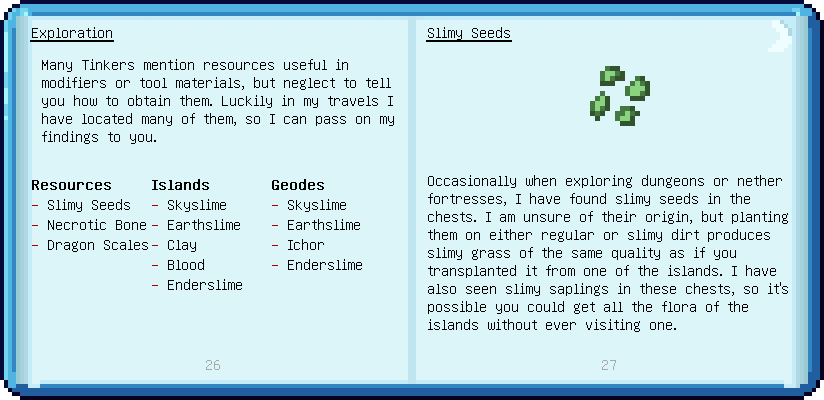 Exploration
Many Tinkers mention resources useful in
modifiers or tool materials, but neglect to tell
you how to obtain them. Luckily in my travels I
have located many of them, so I can pass on my
findings to you.
Resources
- Slimy Seeds
- Necrotic Bone
- Dragon Scales
Islands
- Skyslime
- Earthslime
- Clay
- Blood
- Enderslime
Geodes
- Skyslime
- Earthslime
- Ichor
- Enderslime
26
Slimy Seeds
Occasionally when exploring dungeons or nether
fortresses, I have found slimy seeds in the
chests. I am unsure of their origin, but planting
them on either regular or slimy dirt produces
slimy grass of the same quality as if you
transplanted it from one of the islands. I have
also seen slimy saplings in these chests, so it's
possible you could get all the flora of the
islands without ever visiting one.
27